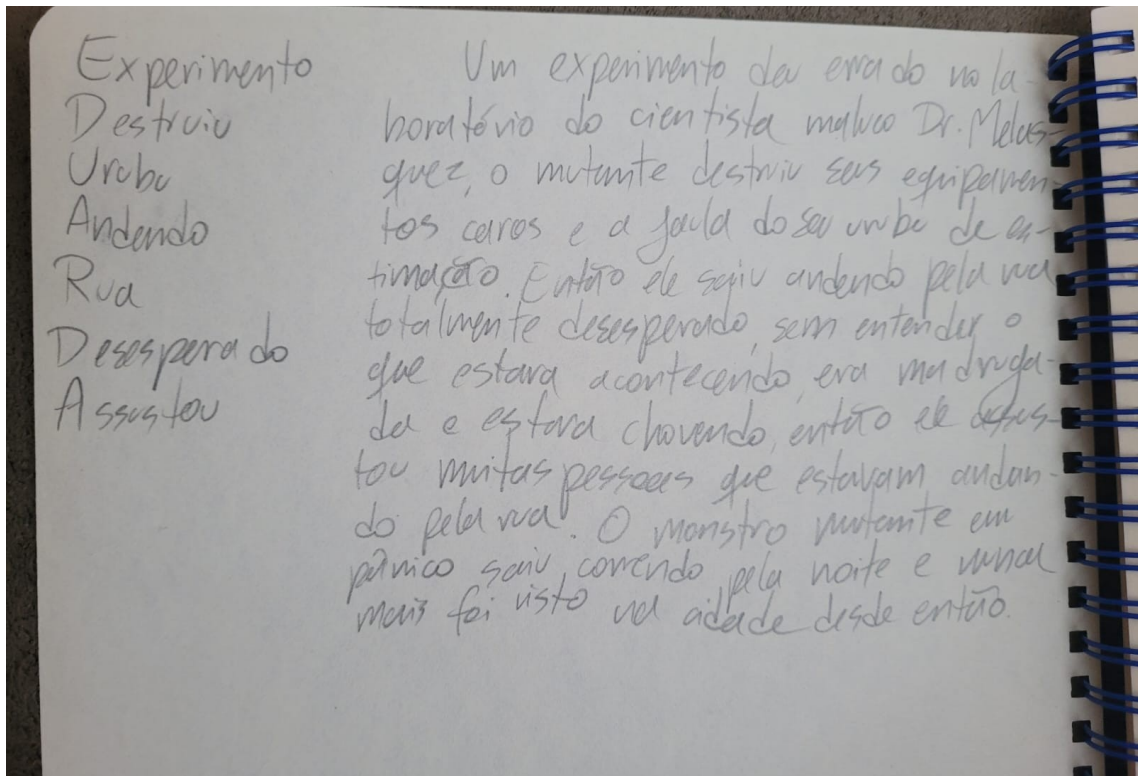 Experimento
Destruiu
Urubu
Andando
Rua
Desesperado
Assustou
Um experimento deu errado no la-
boratório do cientista maluco Dr. Melas-
quez, o mutante destruiu seus equipamen-
tos caros e a jaula do seu urubu de es-
timação. Então ele saiu andando pela rua
totalmente desesperado, sem entender o
que estava acontecendo, era madruga-
da e estava chovendo, então ele assus-
tou muitas pessoas que estavam andan-
do pela rua. O monstro mutante em
pânico saiu correndo pela noite e nunca
mais foi visto na cidade desde então.